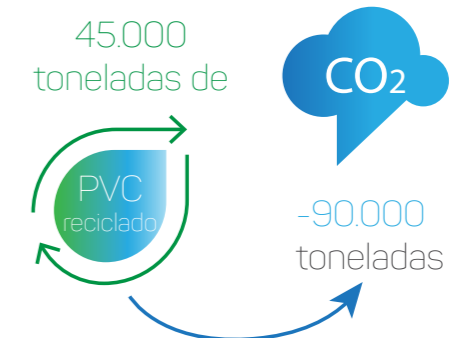 45.000
toneladas de
PVC
reciclado
CO2
-90.000
toneladas